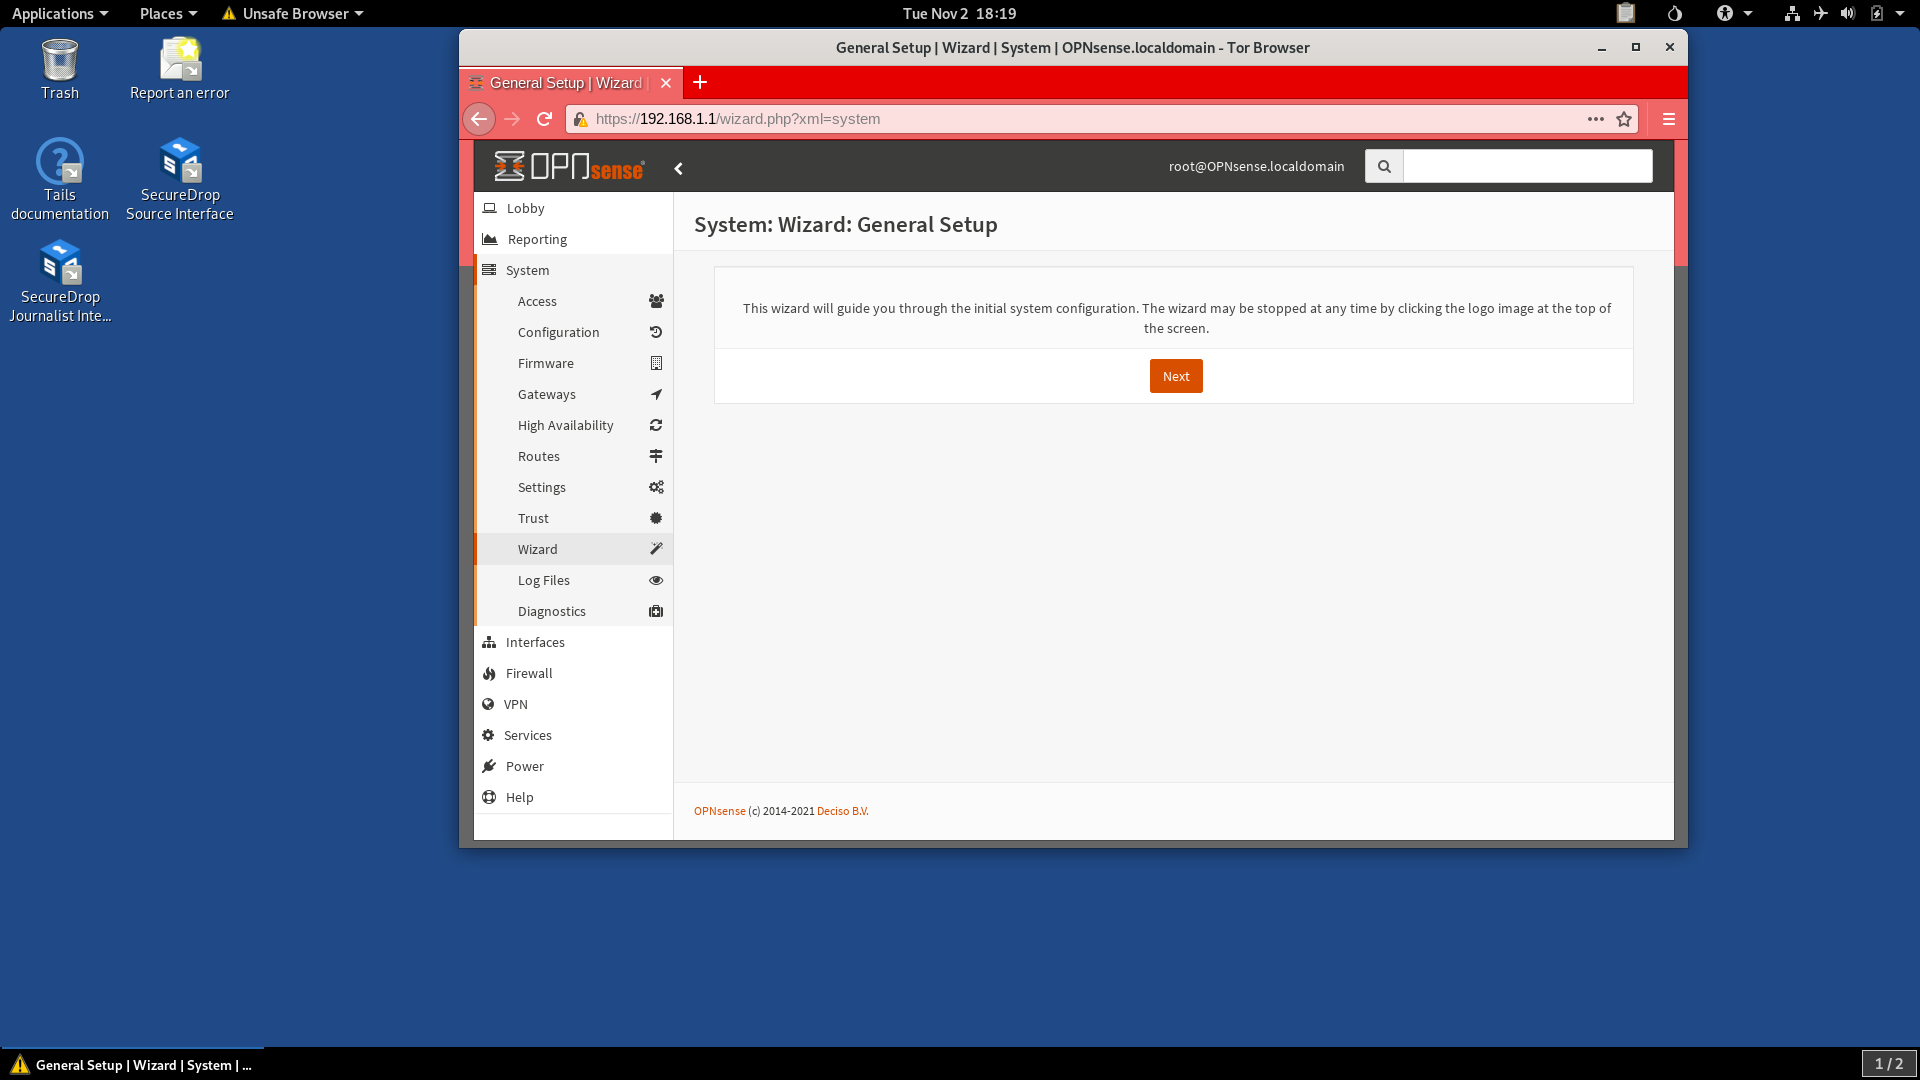 Applications
Places
Unsafe Browser
Tue Nov 2 18:19
Trash
Report an error
Tails
documentation
SecureDrop
Source Interface
SecureDrop
Journalist Inte...
General Setup | Wizard | System | OPNsense.localdomain - Tor Browser
General Setup | Wizard |
https://192.168.1.1/wizard.php?xml=system
OPNsense
root@OPNsense.localdomain
Lobby
Reporting
System
Access
Configuration
Firmware
Gateways
High Availability
Routes
Settings
Trust
Wizard
Log Files
Diagnostics
Interfaces
Firewall
VPN
Services
Power
Help
System: Wizard: General Setup
This wizard will guide you through the initial system configuration. The wizard may be stopped at any time by clicking the logo image at the top of
the screen.
Next
OPNsense (c) 2014-2021 Deciso B.V.
General Setup | Wizard | System | ...
1 / 2